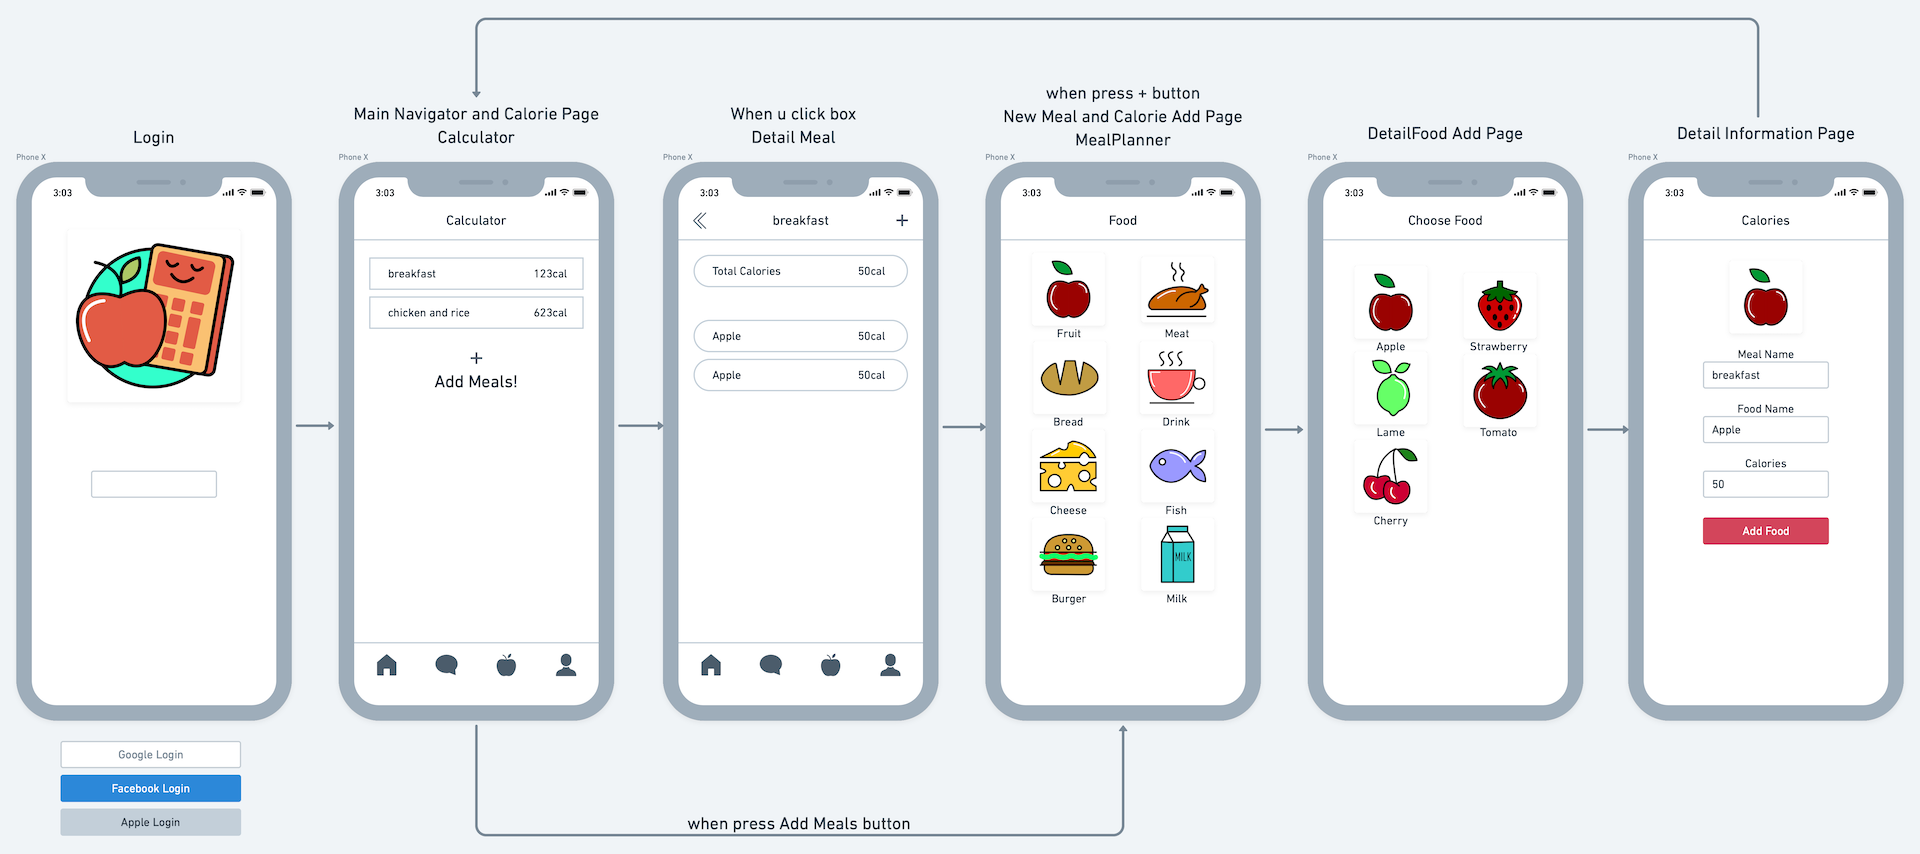 Login
Phone X
3:03
Google Login
Facebook Login
Apple Login
Main Navigator and Calorie Page
Calculator
Phone X
3:03
Calculator
breakfast 123cal
chicken and rice 623cal
+
Add Meals!
When u click box
Detail Meal
Phone X
3:03
breakfast +
Total Calories 50cal
Apple 50cal
Apple 50cal
when press Add Meals button
when press + button
New Meal and Calorie Add Page
MealPlanner
Phone X
3:03
Food
Fruit Meat
Bread Drink
Cheese Fish
MILK
Burger Milk
DetailFood Add Page
Phone X
3:03
Choose Food
Apple Strawberry
Lame Tomato
Cherry
Detail Information Page
Phone X
3:03
Calories
Meal Name
breakfast
Food Name
Apple
Calories
50
Add Food